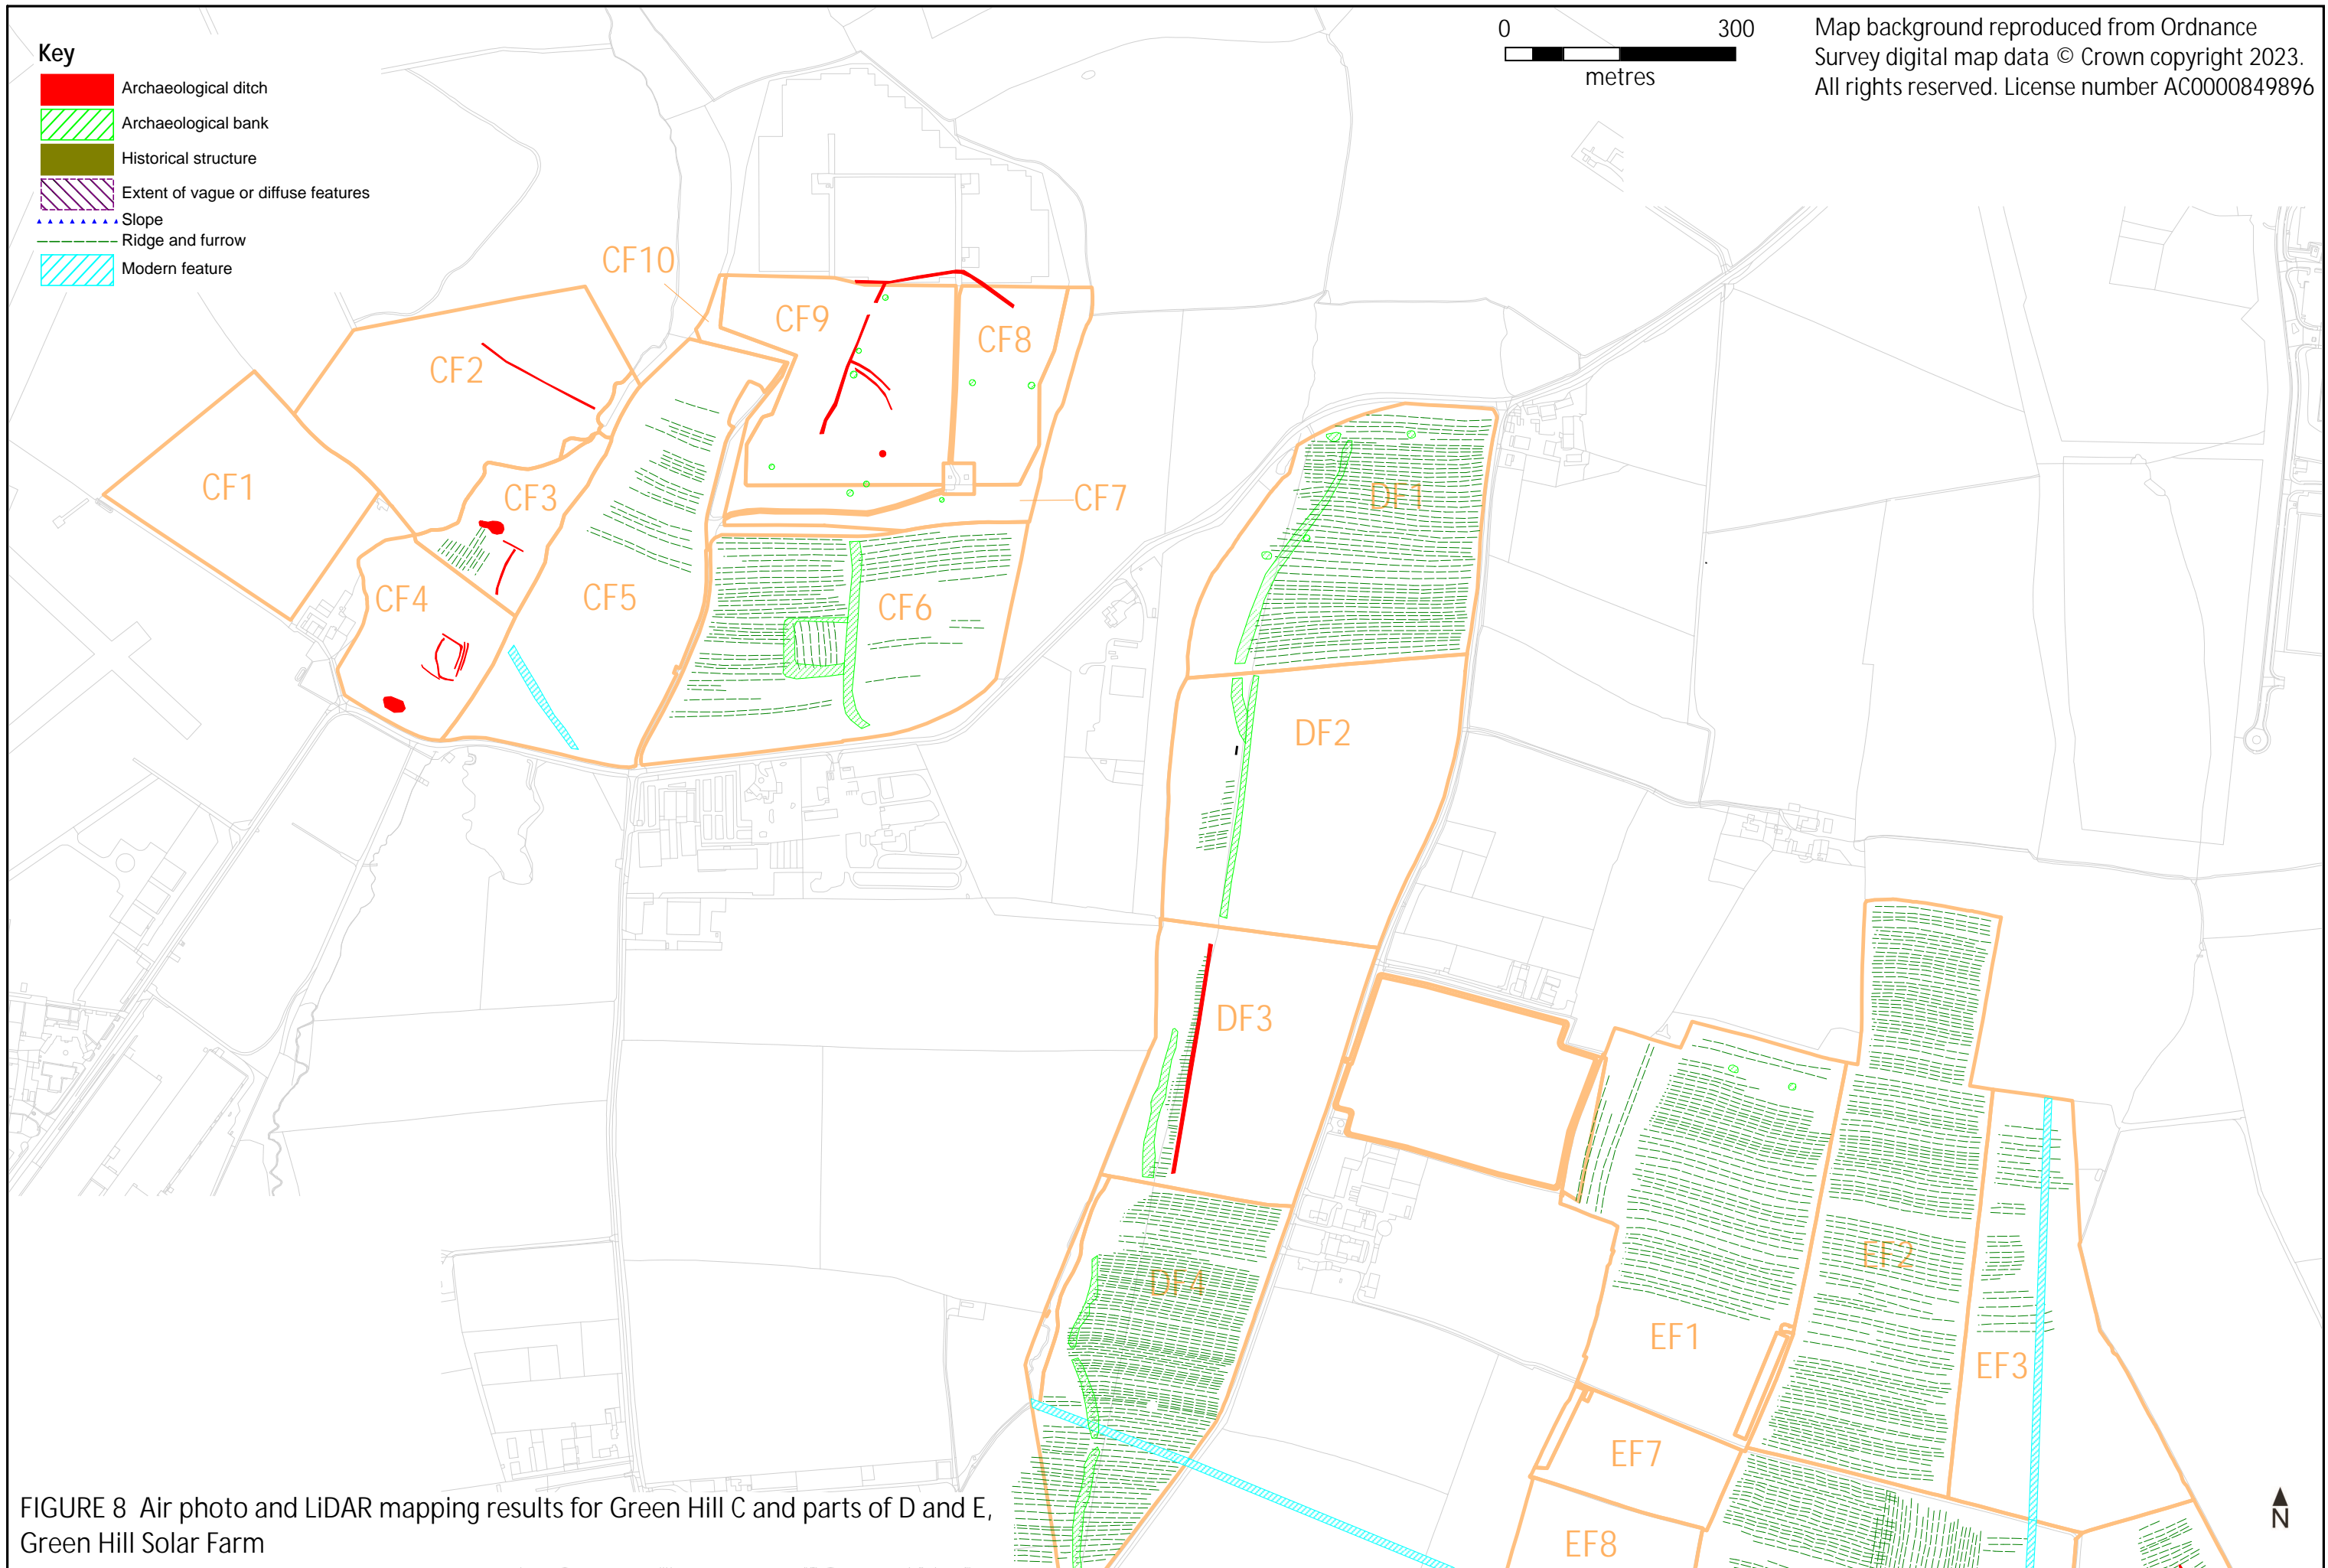 Key
Archaeological ditch
Archaeological bank
Historical structure
Extent of vague or diffuse features
Slope
Ridge and furrow
Modern feature
0 300
metres
Map background reproduced from Ordnance
Survey digital map data © Crown copyright 2023.
All rights reserved. License number AC0000849896
CF10
CF9
CF8
CF2
CF1
CF3
CF7
DF1
CF4
CF5
CF6
DF2
DF3
DF4
EF2
EF1
EF3
EF7
EF8
FIGURE 8 Air photo and LiDAR mapping results for Green Hill C and parts of D and E,
Green Hill Solar Farm
N